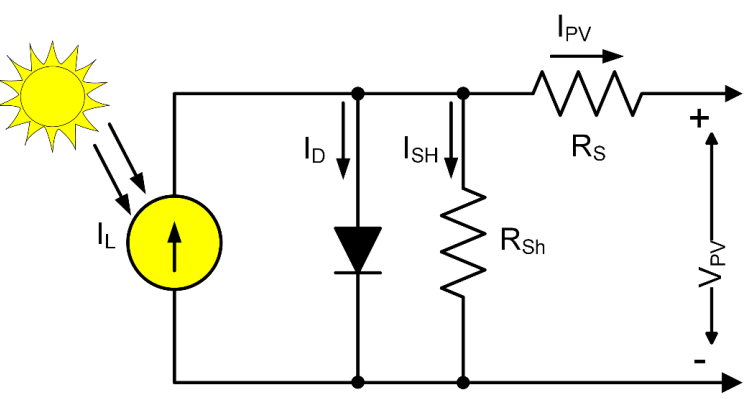 I_PV
I_D
I_SH
R_S
+
I_L
R_Sh
V_PV
-